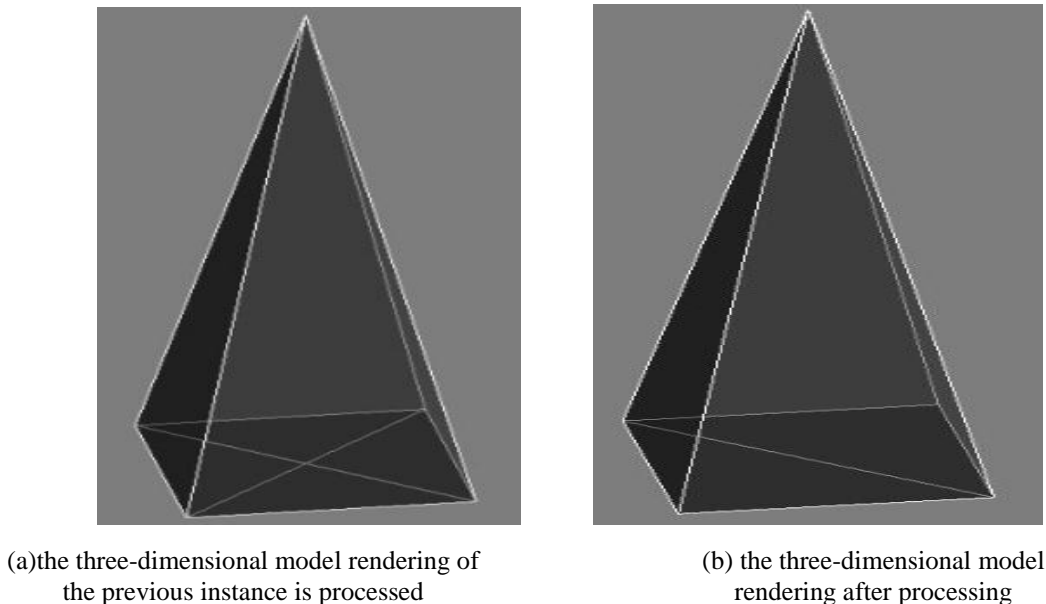 (a)the three-dimensional model rendering of
the previous instance is processed
(b) the three-dimensional model
rendering after processing